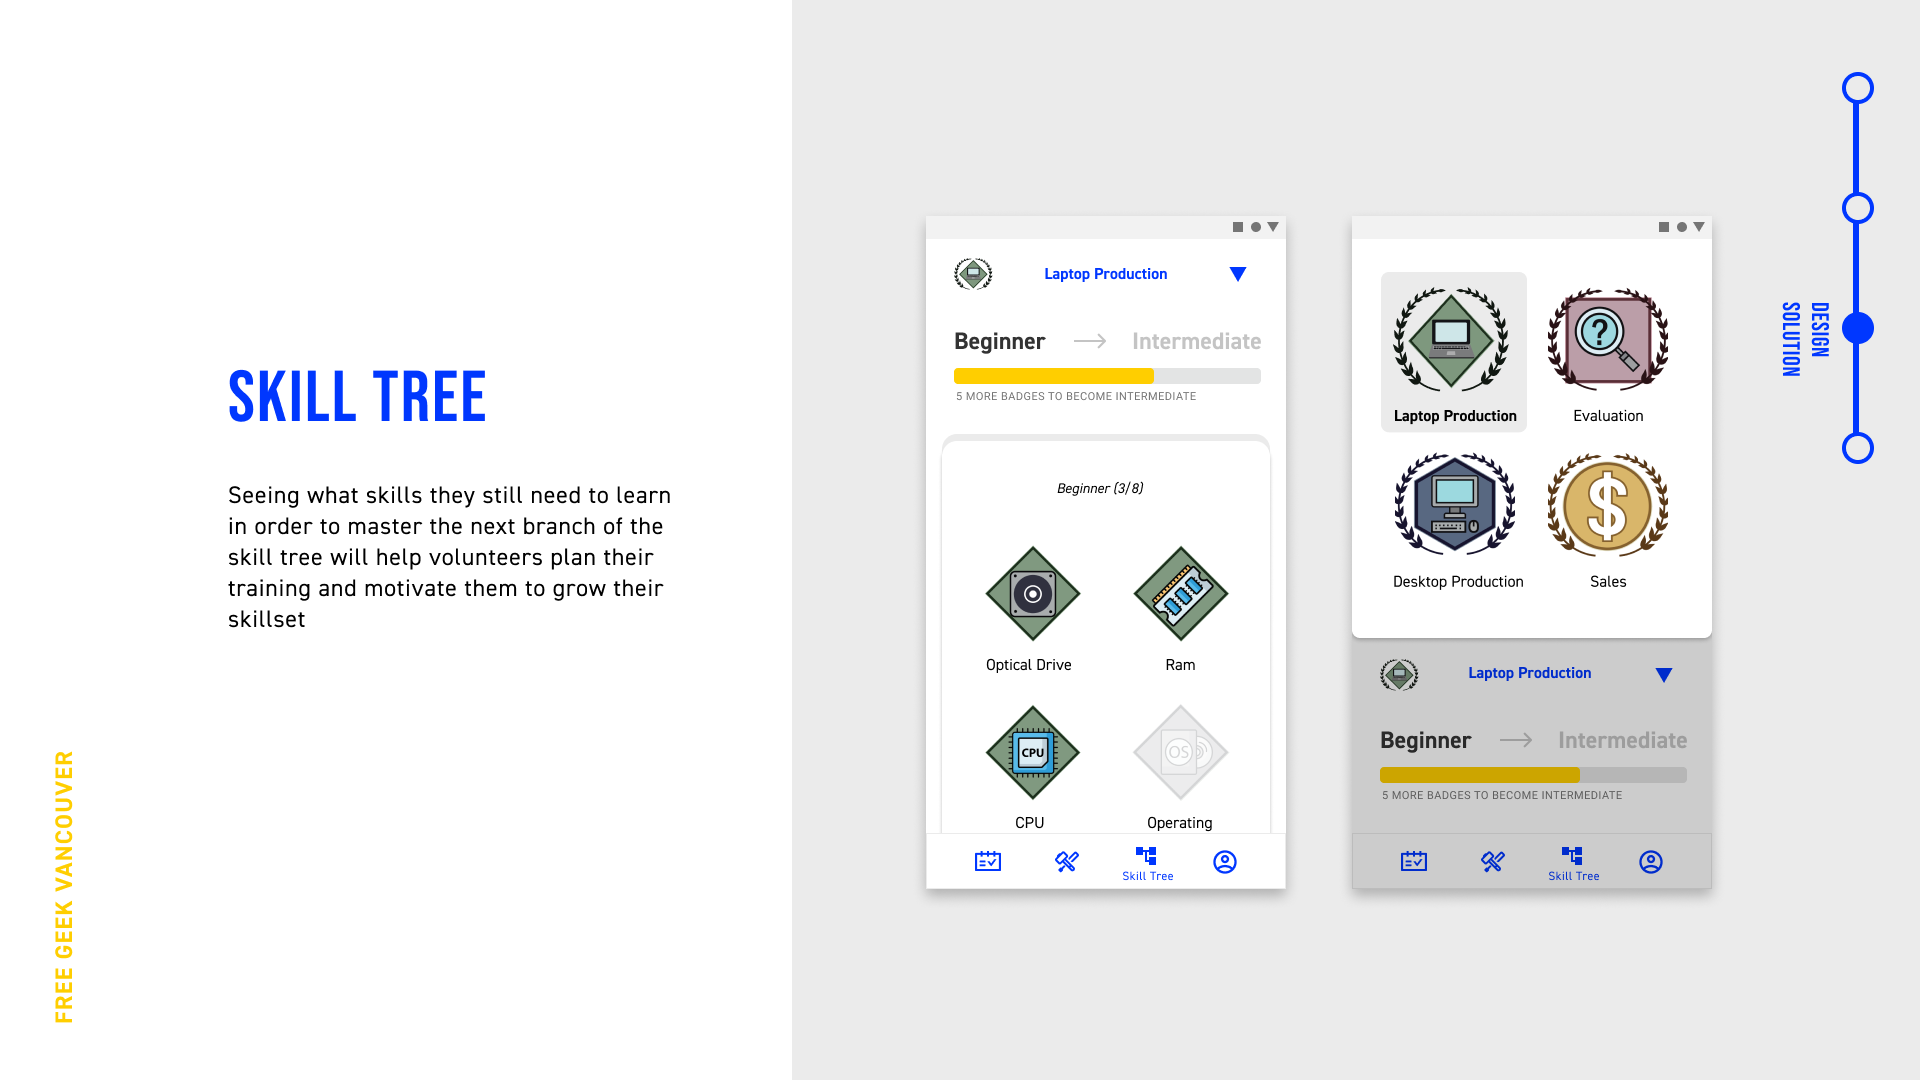 SKILL TREE
Seeing what skills they still need to learn
in order to master the next branch of the
skill tree will help volunteers plan their
training and motivate them to grow their
skillset
FREE GEEK VANCOUVER
Laptop Production
Beginner
Intermediate
5 MORE BADGES TO BECOME INTERMEDIATE
Beginner (3/8)
Optical Drive
Ram
CPU
OS
CPU
Operating
Skill Tree
?
Laptop Production
Evaluation
$
Desktop Production
Sales
Laptop Production
Beginner
Intermediate
5 MORE BADGES TO BECOME INTERMEDIATE
Skill Tree
DESIGN
SOLUTION